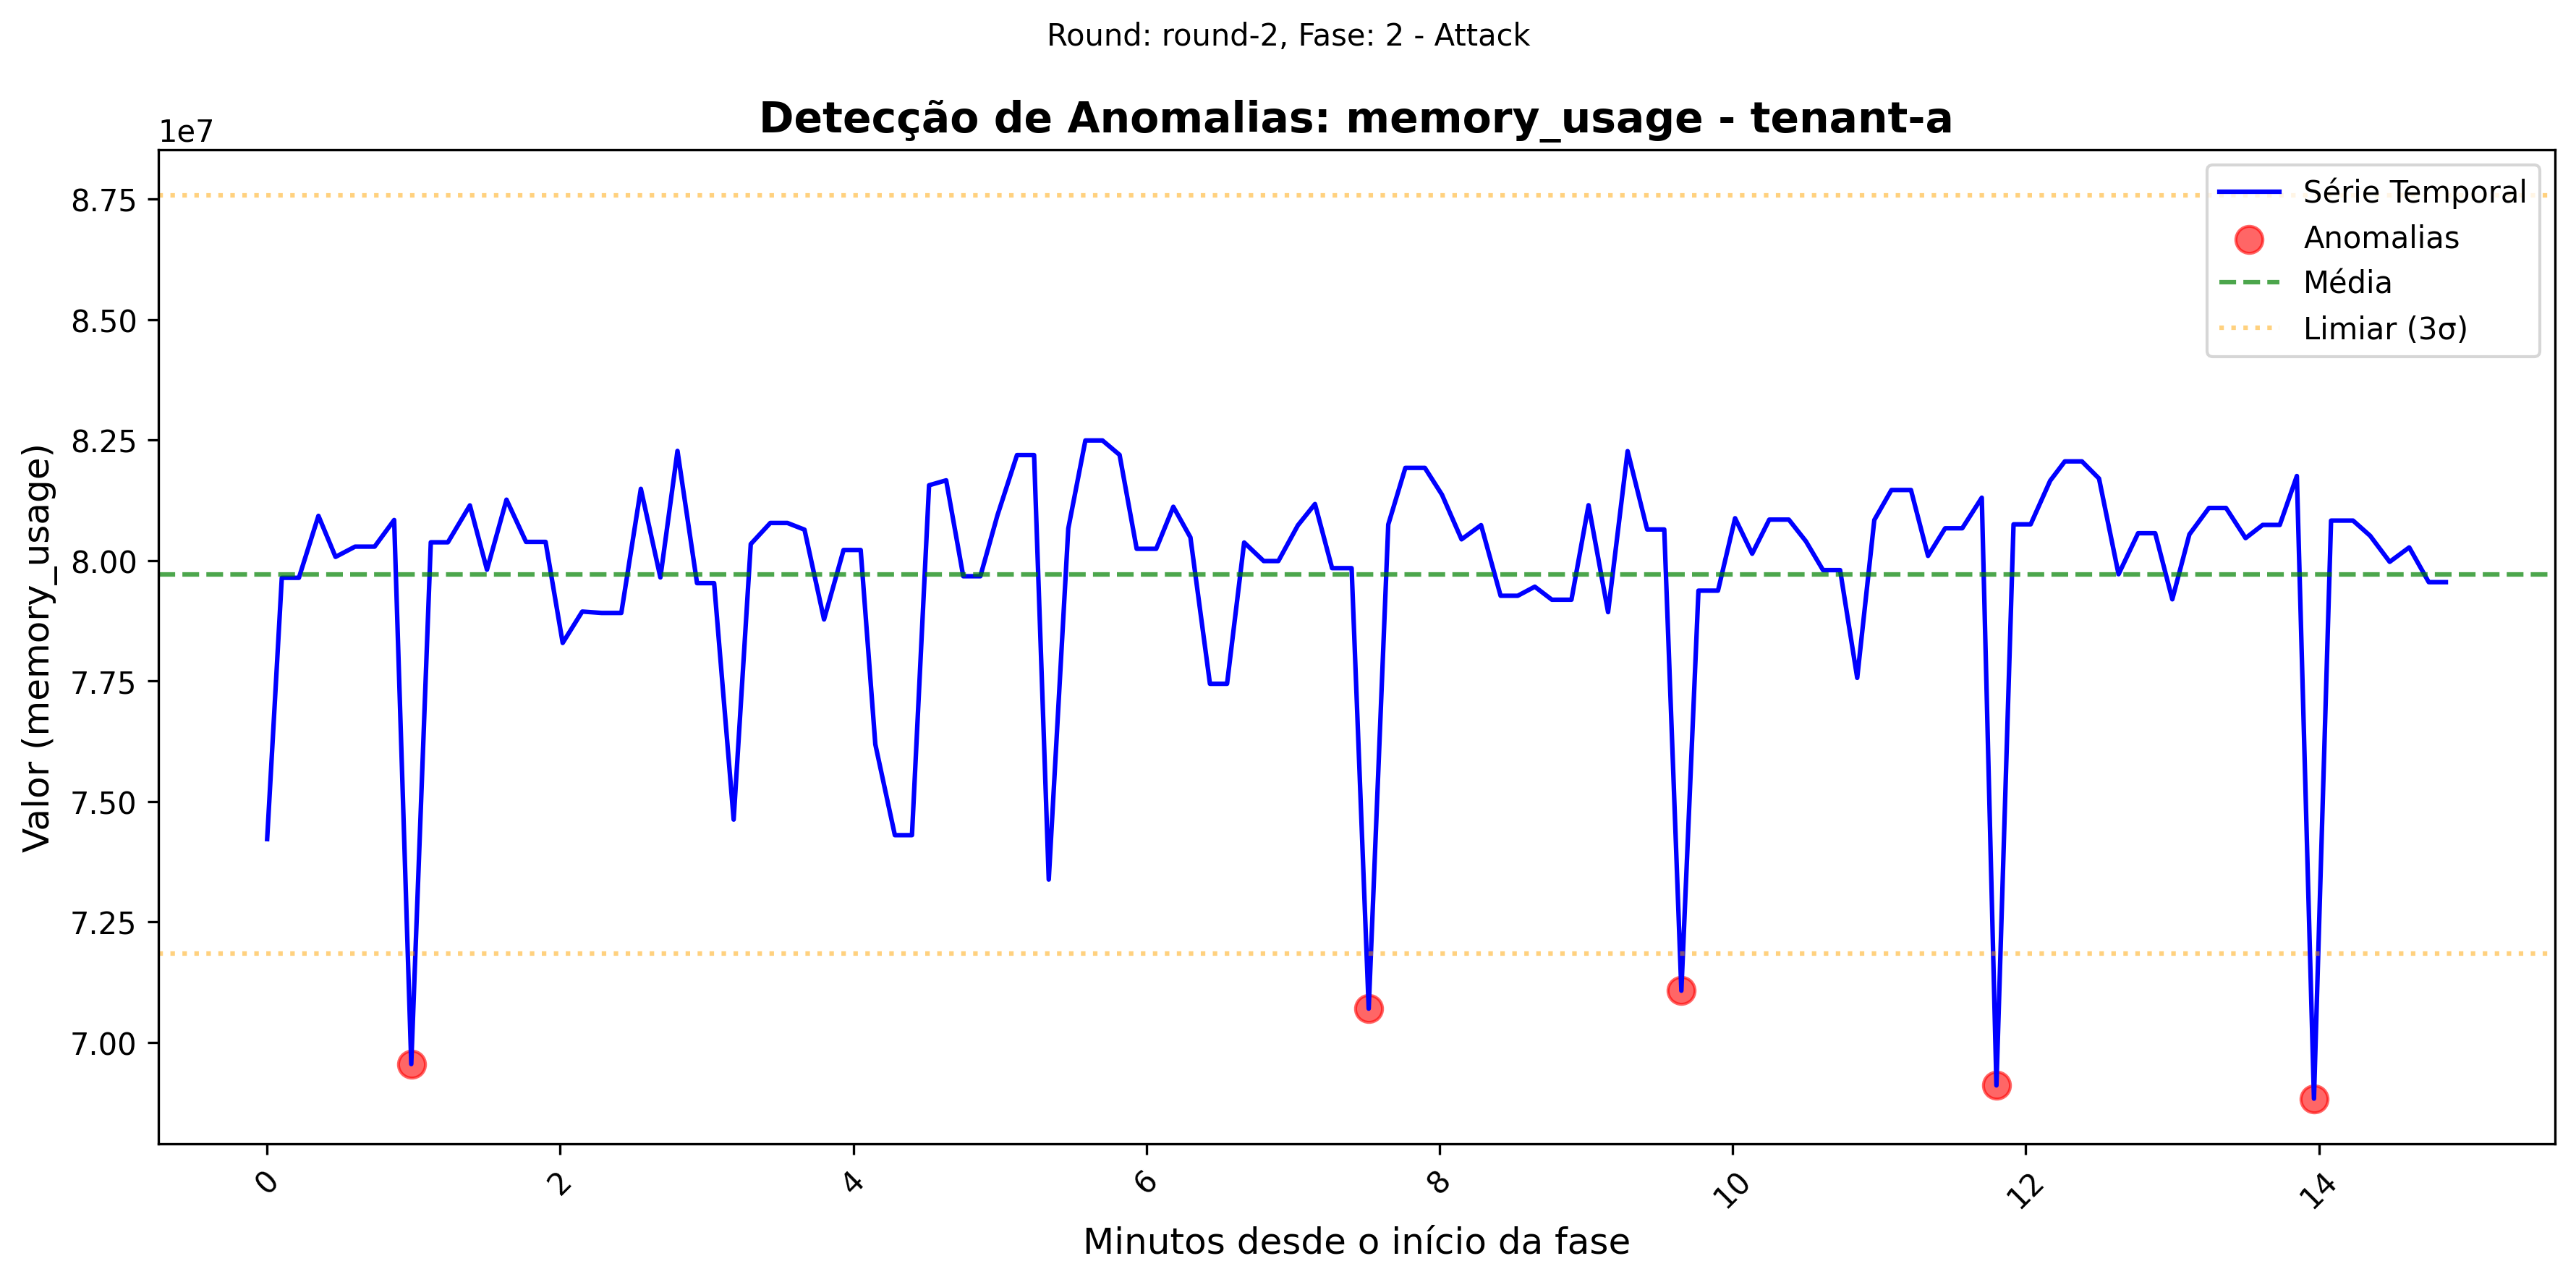 Round: round-2, Fase: 2 - Attack
Detecção de Anomalias: memory_usage - tenant-a
1e7
8.75
8.50
8.25
8.00
7.75
7.50
7.25
7.00
Valor (memory_usage)
Série Temporal
Anomalias
Média
Limiar (3σ)
0
2
4
6
8
10
12
14
Minutos desde o início da fase